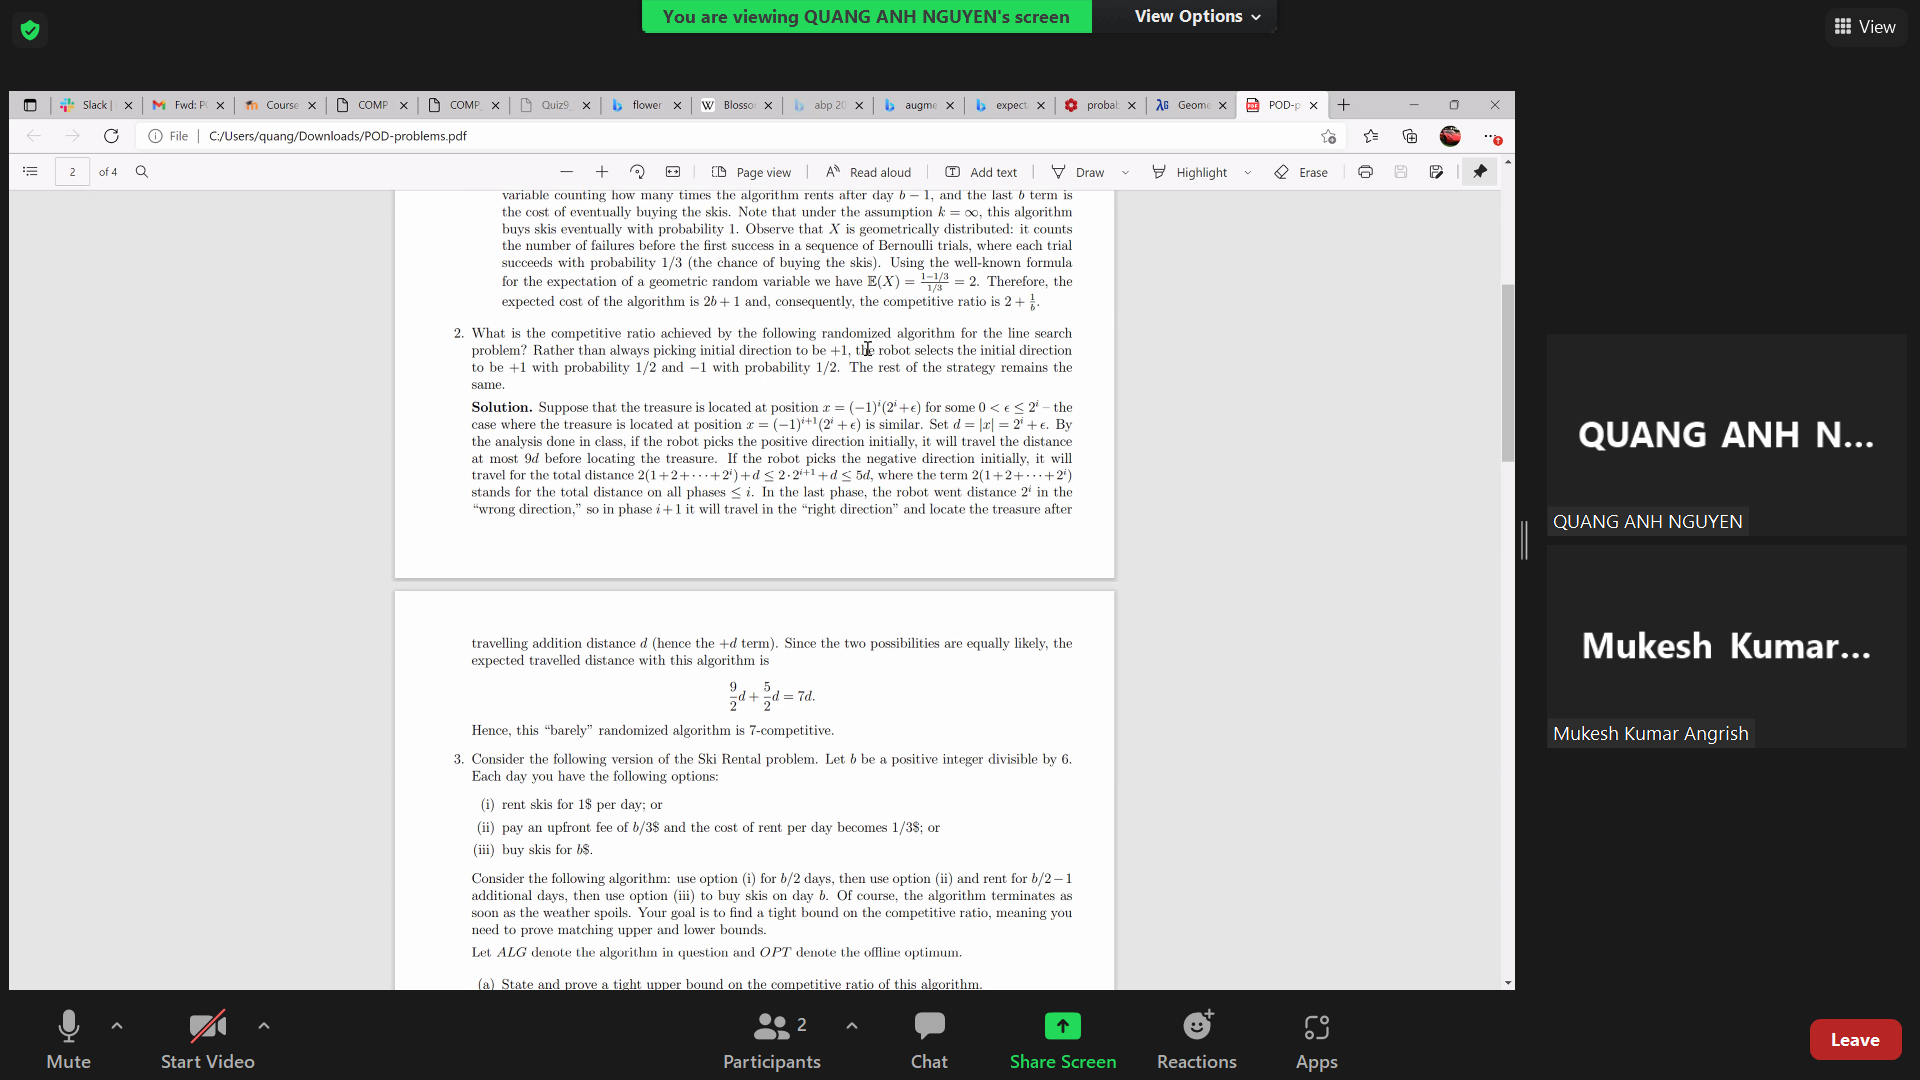 You are viewing QUANG ANH NGUYEN's screen
View Options
View
Slack |
Fwd: P
Course
COMP
COMP
Quiz9
flower
Blosso
abp 20
augme
expect
probal
Geome
POD-p
File
C:/Users/quang/Downloads/POD-problems.pdf
2 of 4
Page view
Read aloud
Add text
Draw
Highlight
Erase
variable counting how many times the algorithm rents after day b − 1, and the last b term is
the cost of eventually buying the skis. Note that under the assumption k = ∞, this algorithm
buys skis eventually with probability 1. Observe that X is geometrically distributed: it counts
the number of failures before the first success in a sequence of Bernoulli trials, where each trial
succeeds with probability 1/3 (the chance of buying the skis). Using the well-known formula
for the expectation of a geometric random variable we have 𝔼(X) = (1−1/3)/(1/3) = 2. Therefore, the
expected cost of the algorithm is 2b + 1 and, consequently, the competitive ratio is 2 + 1/b.
2. What is the competitive ratio achieved by the following randomized algorithm for the line search
problem? Rather than always picking initial direction to be +1, the robot selects the initial direction
to be +1 with probability 1/2 and −1 with probability 1/2. The rest of the strategy remains the
same.
Solution. Suppose that the treasure is located at position x = (−1)^i(2^i + ϵ) for some 0 < ϵ ≤ 2^i – the
case where the treasure is located at position x = (−1)^{i+1}(2^i + ϵ) is similar. Set d = |x| = 2^i + ϵ. By
the analysis done in class, if the robot picks the positive direction initially, it will travel the distance
at most 9d before locating the treasure. If the robot picks the negative direction initially, it will
travel for the total distance 2(1+2+···+2^i)+d ≤ 2·2^{i+1}+d ≤ 5d, where the term 2(1+2+···+2^i)
stands for the total distance on all phases ≤ i. In the last phase, the robot went distance 2^i in the
“wrong direction,” so in phase i+1 it will travel in the “right direction” and locate the treasure after
travelling addition distance d (hence the +d term). Since the two possibilities are equally likely, the
expected travelled distance with this algorithm is
9/2 d + 5/2 d = 7d.
Hence, this “barely” randomized algorithm is 7-competitive.
3. Consider the following version of the Ski Rental problem. Let b be a positive integer divisible by 6.
Each day you have the following options:
(i) rent skis for 1$ per day; or
(ii) pay an upfront fee of b/3$ and the cost of rent per day becomes 1/3$; or
(iii) buy skis for b$.
Consider the following algorithm: use option (i) for b/2 days, then use option (ii) and rent for b/2−1
additional days, then use option (iii) to buy skis on day b. Of course, the algorithm terminates as
soon as the weather spoils. Your goal is to find a tight bound on the competitive ratio, meaning you
need to prove matching upper and lower bounds.
Let ALG denote the algorithm in question and OPT denote the offline optimum.
(a) State and prove a tight upper bound on the competitive ratio of this algorithm.
QUANG ANH N...
QUANG ANH NGUYEN
Mukesh Kumar...
Mukesh Kumar Angrish
Mute
Start Video
2
Participants
Chat
Share Screen
Reactions
Apps
Leave